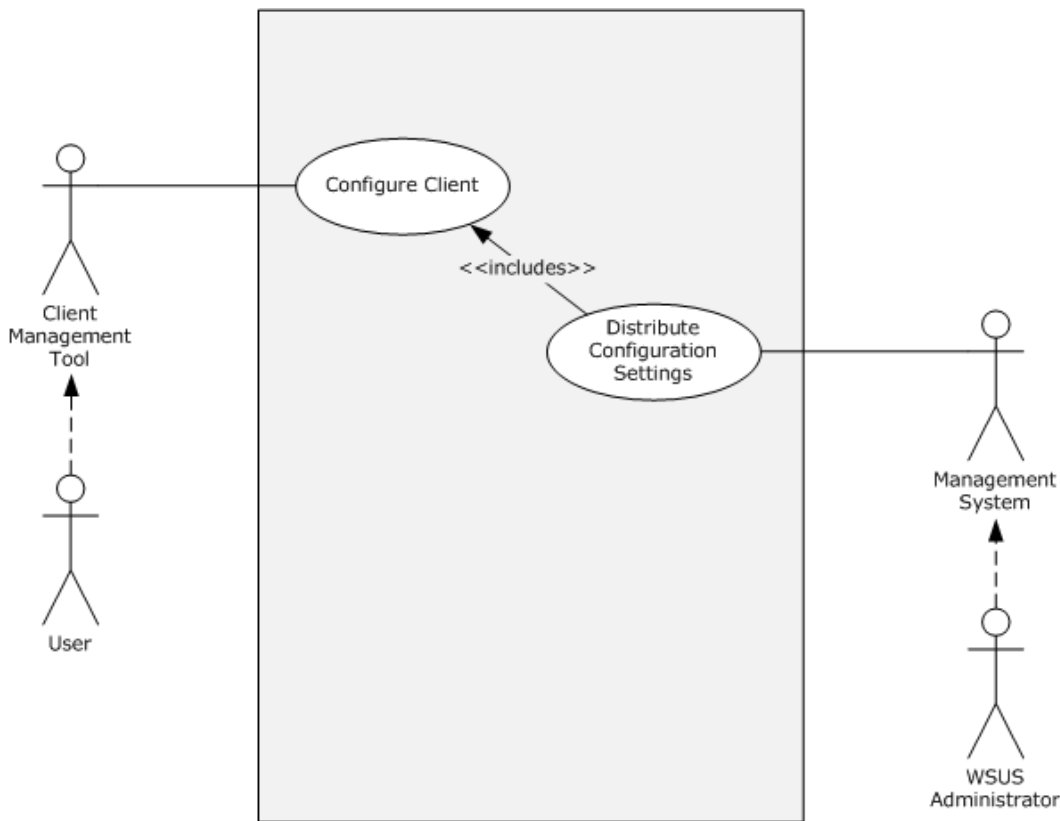 Configure Client
<<includes>>
Client
Management
Tool
Distribute
Configuration
Settings
Management
System
User
WSUS
Administrator